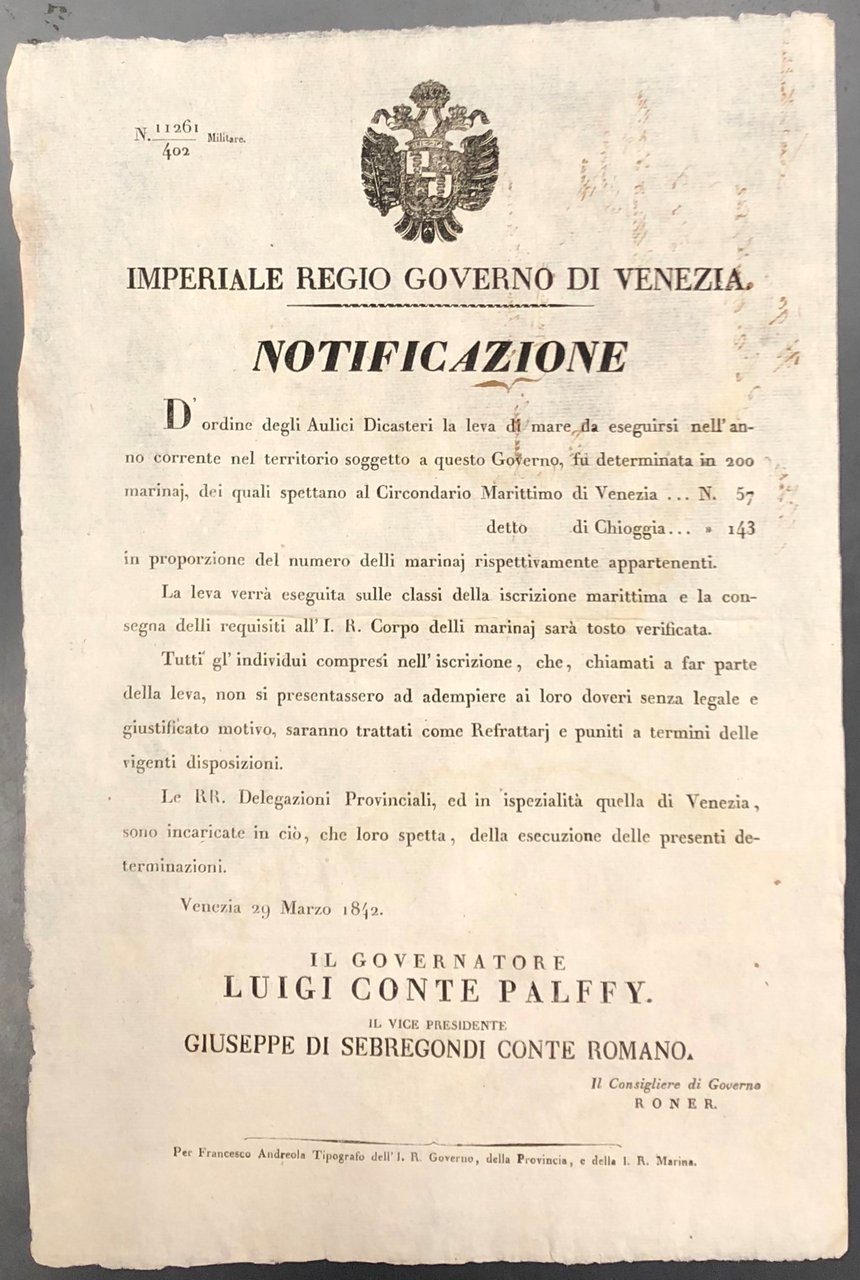 N. 11261/402 Militare.
IMPERIALE REGIO GOVERNO DI VENEZIA.
NOTIFICAZIONE
D' ordine degli Aulici Dicasteri la leva di mare da eseguirsi nell' an-
no corrente nel territorio soggetto a questo Governo, fu determinata in 200
marinaj, dei quali spettano al Circondario Marittimo di Venezia ... N. 57
detto di Chioggia ... » 143
in proporzione del numero delli marinaj rispettivamente appartenenti.
La leva verrà eseguita sulle classi della iscrizione marittima e la con-
segna delli requisiti all' I. R. Corpo delli marinaj sarà tosto verificata.
Tutti gl' individui compresi nell' iscrizione, che, chiamati a far parte
della leva, non si presentassero ad adempiere ai loro doveri senza legale e
giustificato motivo, saranno trattati come Refrattarj e puniti a termini delle
vigenti disposizioni.
Le RR. Delegazioni Provinciali, ed in ispezialità quella di Venezia,
sono incaricate in ciò, che loro spetta, della esecuzione delle presenti de-
terminazioni.
Venezia 29 Marzo 1842.
IL GOVERNATORE
LUIGI CONTE PALFFY.
IL VICE PRESIDENTE
GIUSEPPE DI SEBREGONDI CONTE ROMANO.
Il Consigliere di Governo
RONER.
Per Francesco Andreola Tipografo dell' I. R. Governo, della Provincia, e della I. R. Marina.